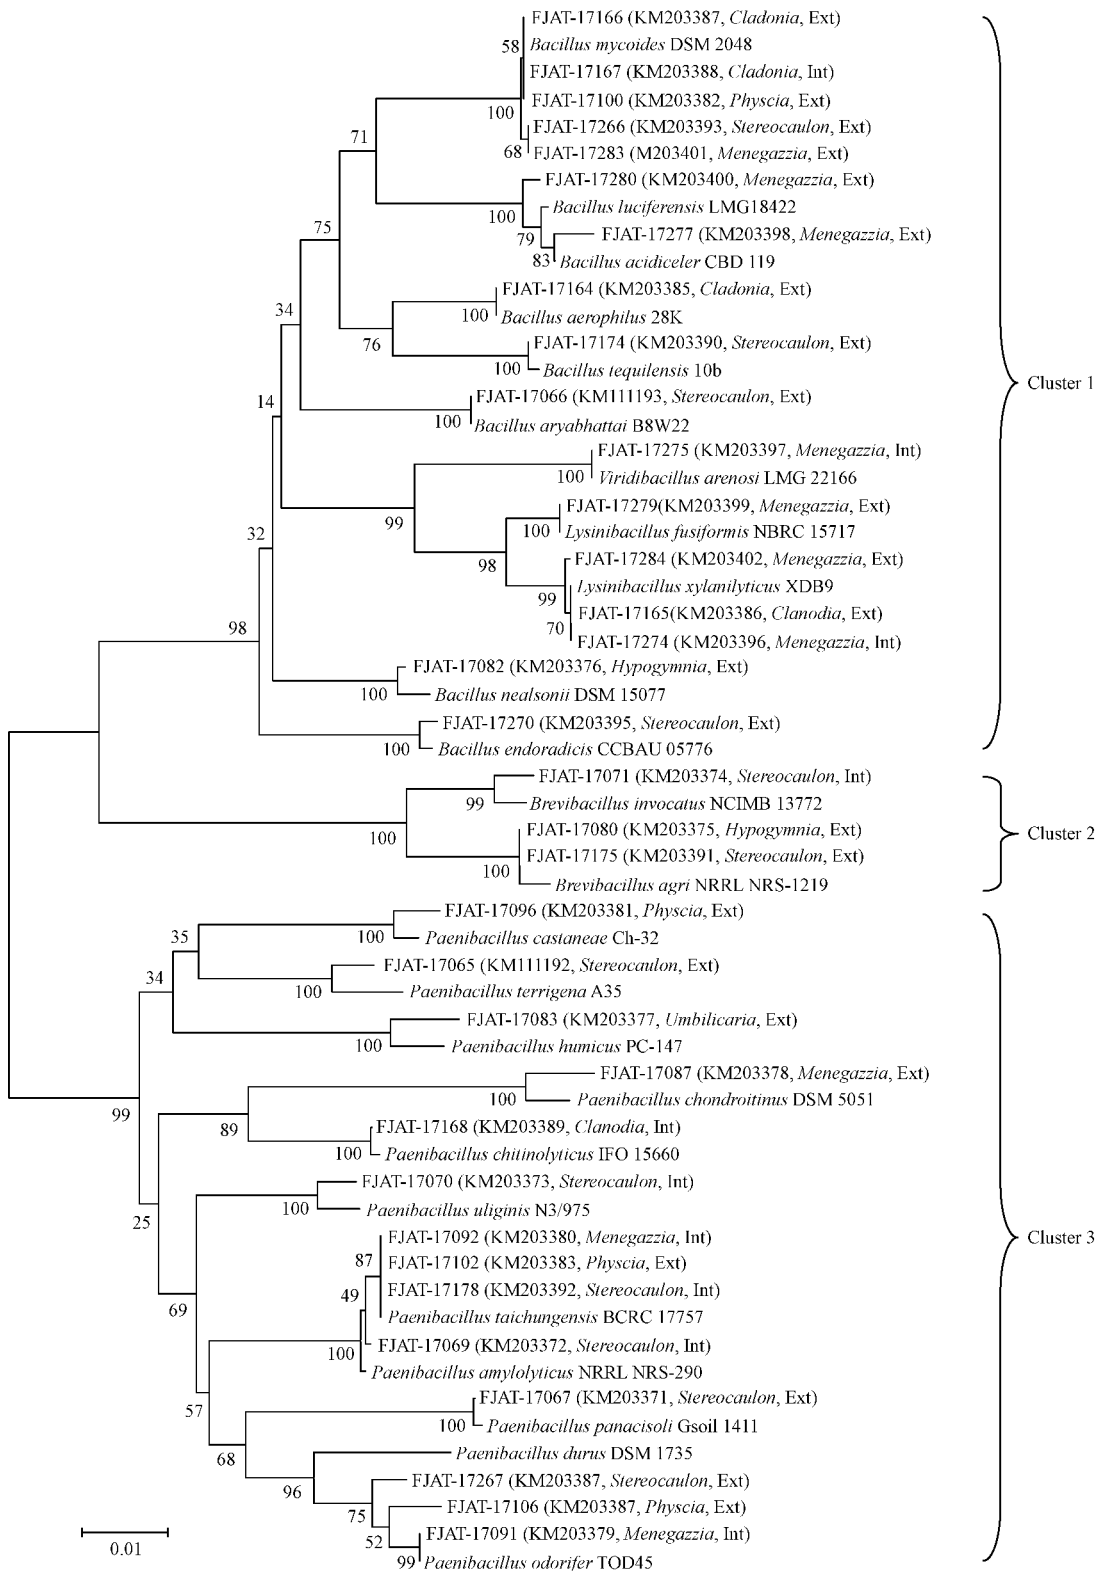 FJAT-17166 (KM203387, Cladonia, Ext)
58
Bacillus mycoides DSM 2048
FJAT-17167 (KM203388, Cladonia, Int)
FJAT-17100 (KM203382, Physcia, Ext)
100
FJAT-17266 (KM203393, Stereocaulon, Ext)
71
68
FJAT-17283 (M203401, Menegazzia, Ext)
FJAT-17280 (KM203400, Menegazzia, Ext)
Bacillus luciferensis LMG18422
100
75
79
FJAT-17277 (KM203398, Menegazzia, Ext)
83
Bacillus acidiceler CBD 119
FJAT-17164 (KM203385, Cladonia, Ext)
34
100
Bacillus aerophilus 28K
76
FJAT-17174 (KM203390, Stereocaulon, Ext)
100
Bacillus tequilensis 10b
Cluster 1
FJAT-17066 (KM111193, Stereocaulon, Ext)
14
100
Bacillus aryabhattai B8W22
FJAT-17275 (KM203397, Menegazzia, Int)
100
Viridibacillus arenosi LMG 22166
99
FJAT-17279(KM203399, Menegazzia, Ext)
100
Lysinibacillus fusiformis NBRC 15717
32
98
FJAT-17284 (KM203402, Menegazzia, Ext)
Lysinibacillus xylanilyticus XDB9
99
FJAT-17165(KM203386, Clanodia, Ext)
98
70
FJAT-17274 (KM203396, Menegazzia, Int)
FJAT-17082 (KM203376, Hypogymnia, Ext)
100
Bacillus nealsonii DSM 15077
FJAT-17270 (KM203395, Stereocaulon, Ext)
100
Bacillus endoradicis CCBAU 05776
FJAT-17071 (KM203374, Stereocaulon, Int)
99
Brevibacillus invocatus NCIMB 13772
100
FJAT-17080 (KM203375, Hypogymnia, Ext)
Cluster 2
FJAT-17175 (KM203391, Stereocaulon, Ext)
100
Brevibacillus agri NRRL NRS-1219
FJAT-17096 (KM203381, Physcia, Ext)
35
100
Paenibacillus castaneae Ch-32
FJAT-17065 (KM111192, Stereocaulon, Ext)
34
100
Paenibacillus terrigena A35
FJAT-17083 (KM203377, Umbilicaria, Ext)
100
Paenibacillus humicus PC-147
FJAT-17087 (KM203378, Menegazzia, Ext)
100
Paenibacillus chondroitinus DSM 5051
99
89
FJAT-17168 (KM203389, Clanodia, Int)
100
Paenibacillus chitinolyticus IFO 15660
FJAT-17070 (KM203373, Stereocaulon, Int)
100
Paenibacillus uliginis N3/975
25
FJAT-17092 (KM203380, Menegazzia, Int)
Cluster 3
87
FJAT-17102 (KM203383, Physcia, Ext)
49
FJAT-17178 (KM203392, Stereocaulon, Int)
69
Paenibacillus taichungensis BCRC 17757
FJAT-17069 (KM203372, Stereocaulon, Int)
100
Paenibacillus amylolyticus NRRL NRS-290
FJAT-17067 (KM203371, Stereocaulon, Ext)
57
100
Paenibacillus panacisoli Gsoil 1411
68
Paenibacillus durus DSM 1735
FJAT-17267 (KM203387, Stereocaulon, Ext)
96
FJAT-17106 (KM203387, Physcia, Ext)
75
FJAT-17091 (KM203379, Menegazzia, Int)
52
0.01
99
Paenibacillus odorifer TOD45